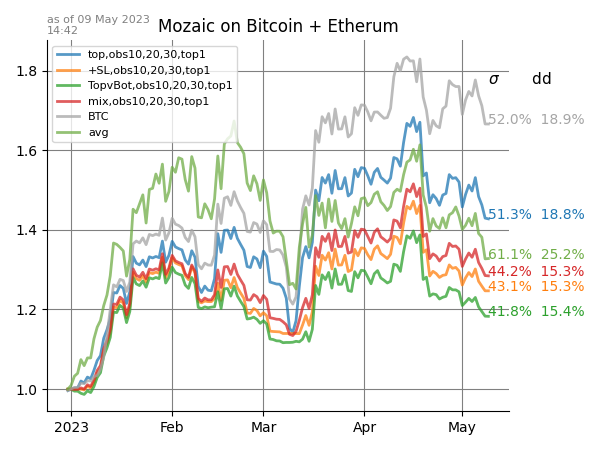 as of 09 May 2023
14:42
Mozaic on Bitcoin + Etherum
top,obs10,20,30,top1
+SL,obs10,20,30,top1
TopvBot,obs10,20,30,top1
mix,obs10,20,30,top1
BTC
avg
σ dd
52.0% 18.9%
51.3% 18.8%
61.1% 25.2%
44.2% 15.3%
43.1% 15.3%
41.8% 15.4%
1.8
1.6
1.4
1.2
1.0
2023 Feb Mar Apr May